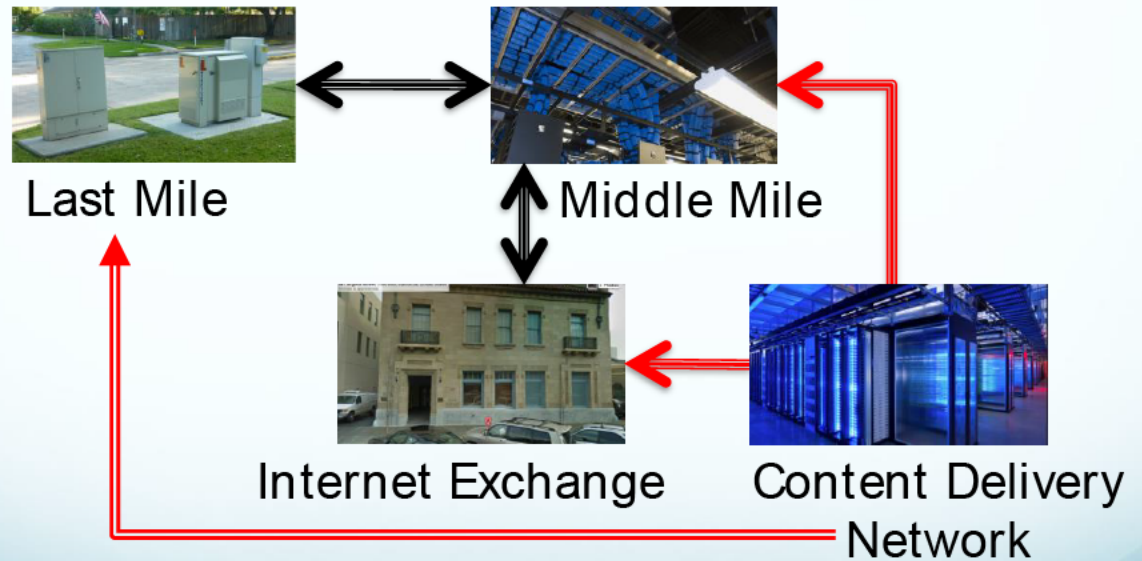 Last Mile
Middle Mile
Internet Exchange
Content Delivery
Network